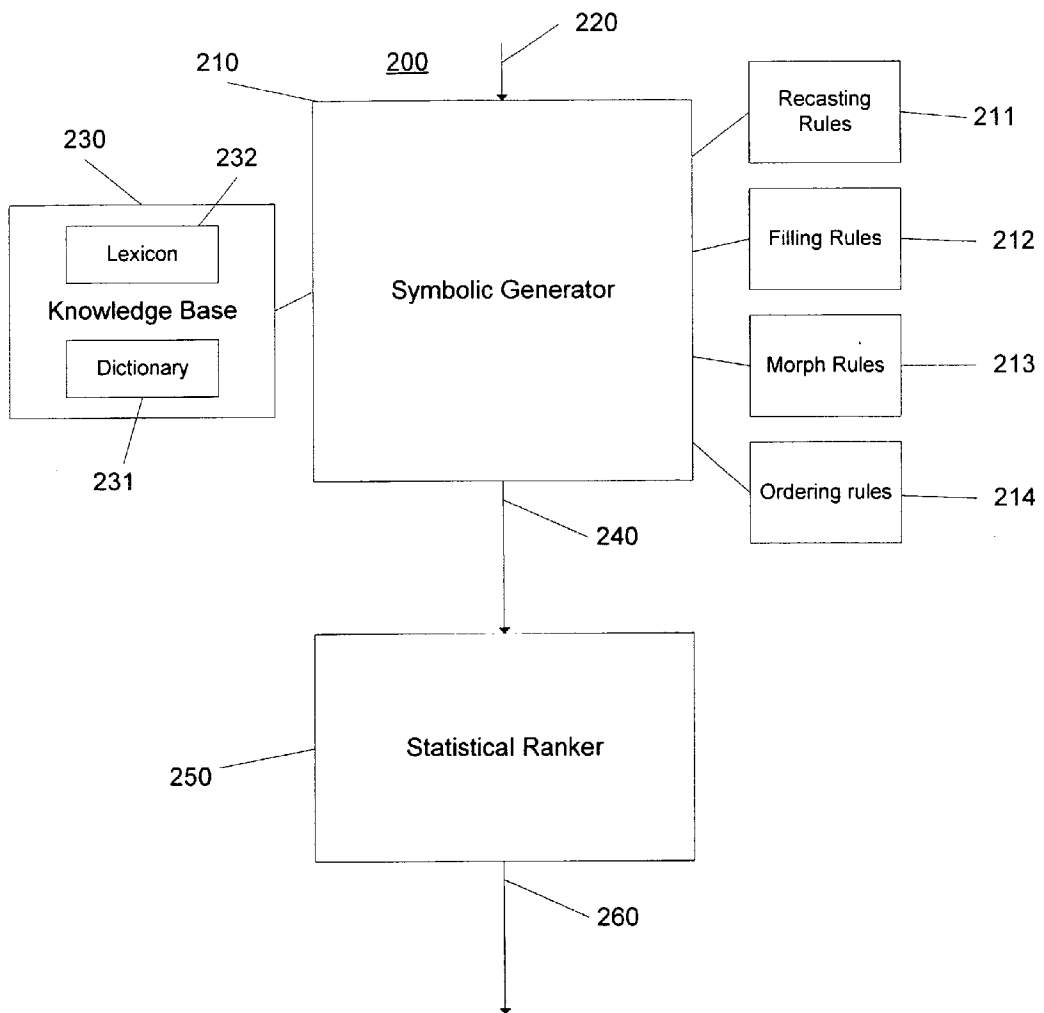 220
210
200
Recasting
Rules
211
230
232
Lexicon
Knowledge Base
Dictionary
231
Symbolic Generator
Filling Rules
212
Morph Rules
213
Ordering rules
214
240
Statistical Ranker
250
260